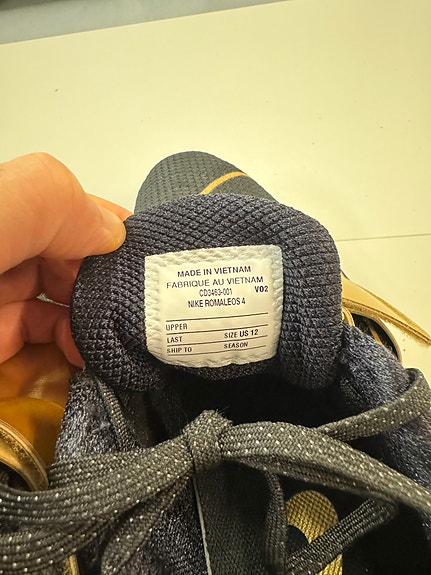 MADE IN VIETNAM
FABRIQUE AU VIETNAM
CD3463-001 V02
NIKE ROMALEOS 4
UPPER
LAST SIZE US 12
SHIP TO SEASON